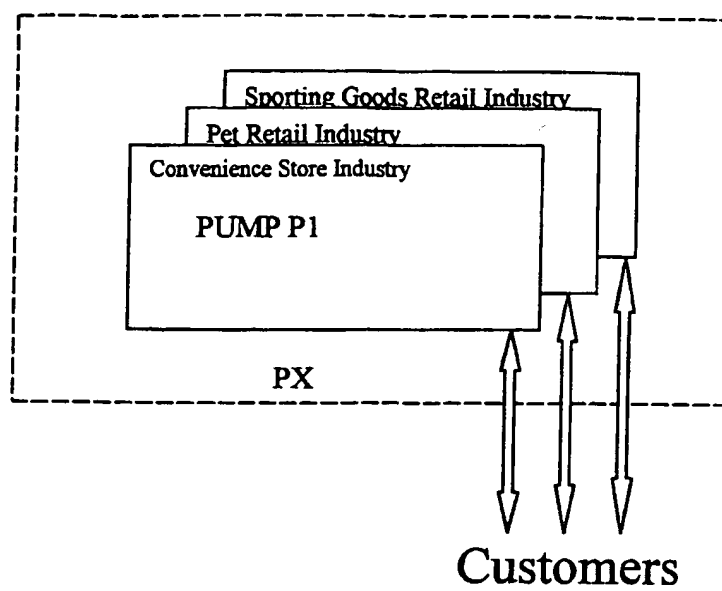 Sporting Goods Retail Industry
Pet Retail Industry
Convenience Store Industry
PUMP P1
PX
Customers